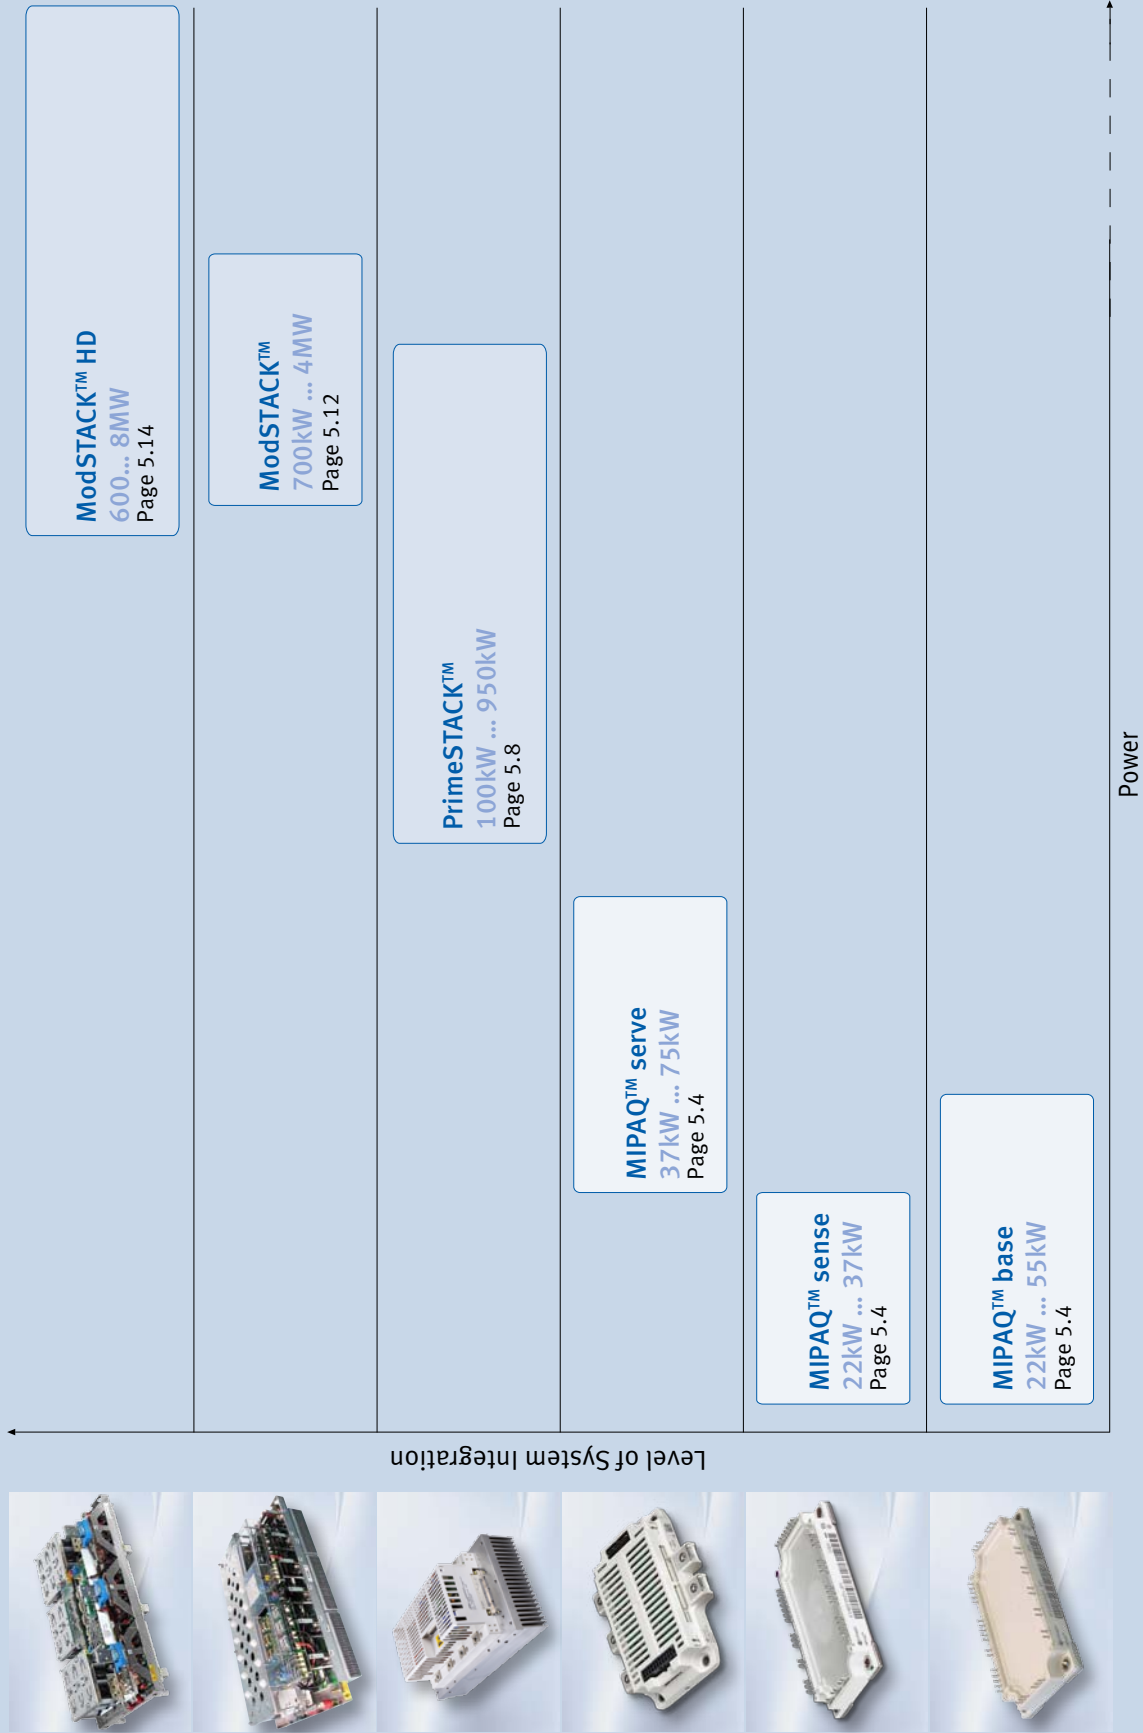 ModSTACK™ HD
600... 8MW
Page 5.14
ModSTACK™
700kW ... 4MW
Page 5.12
PrimeSTACK™
100kW ... 950kW
Page 5.8
MIPAQ™ serve
37kW ... 75kW
Page 5.4
MIPAQ™ sense
22kW ... 37kW
Page 5.4
MIPAQ™ base
22kW ... 55kW
Page 5.4
Level of System Integration
Power